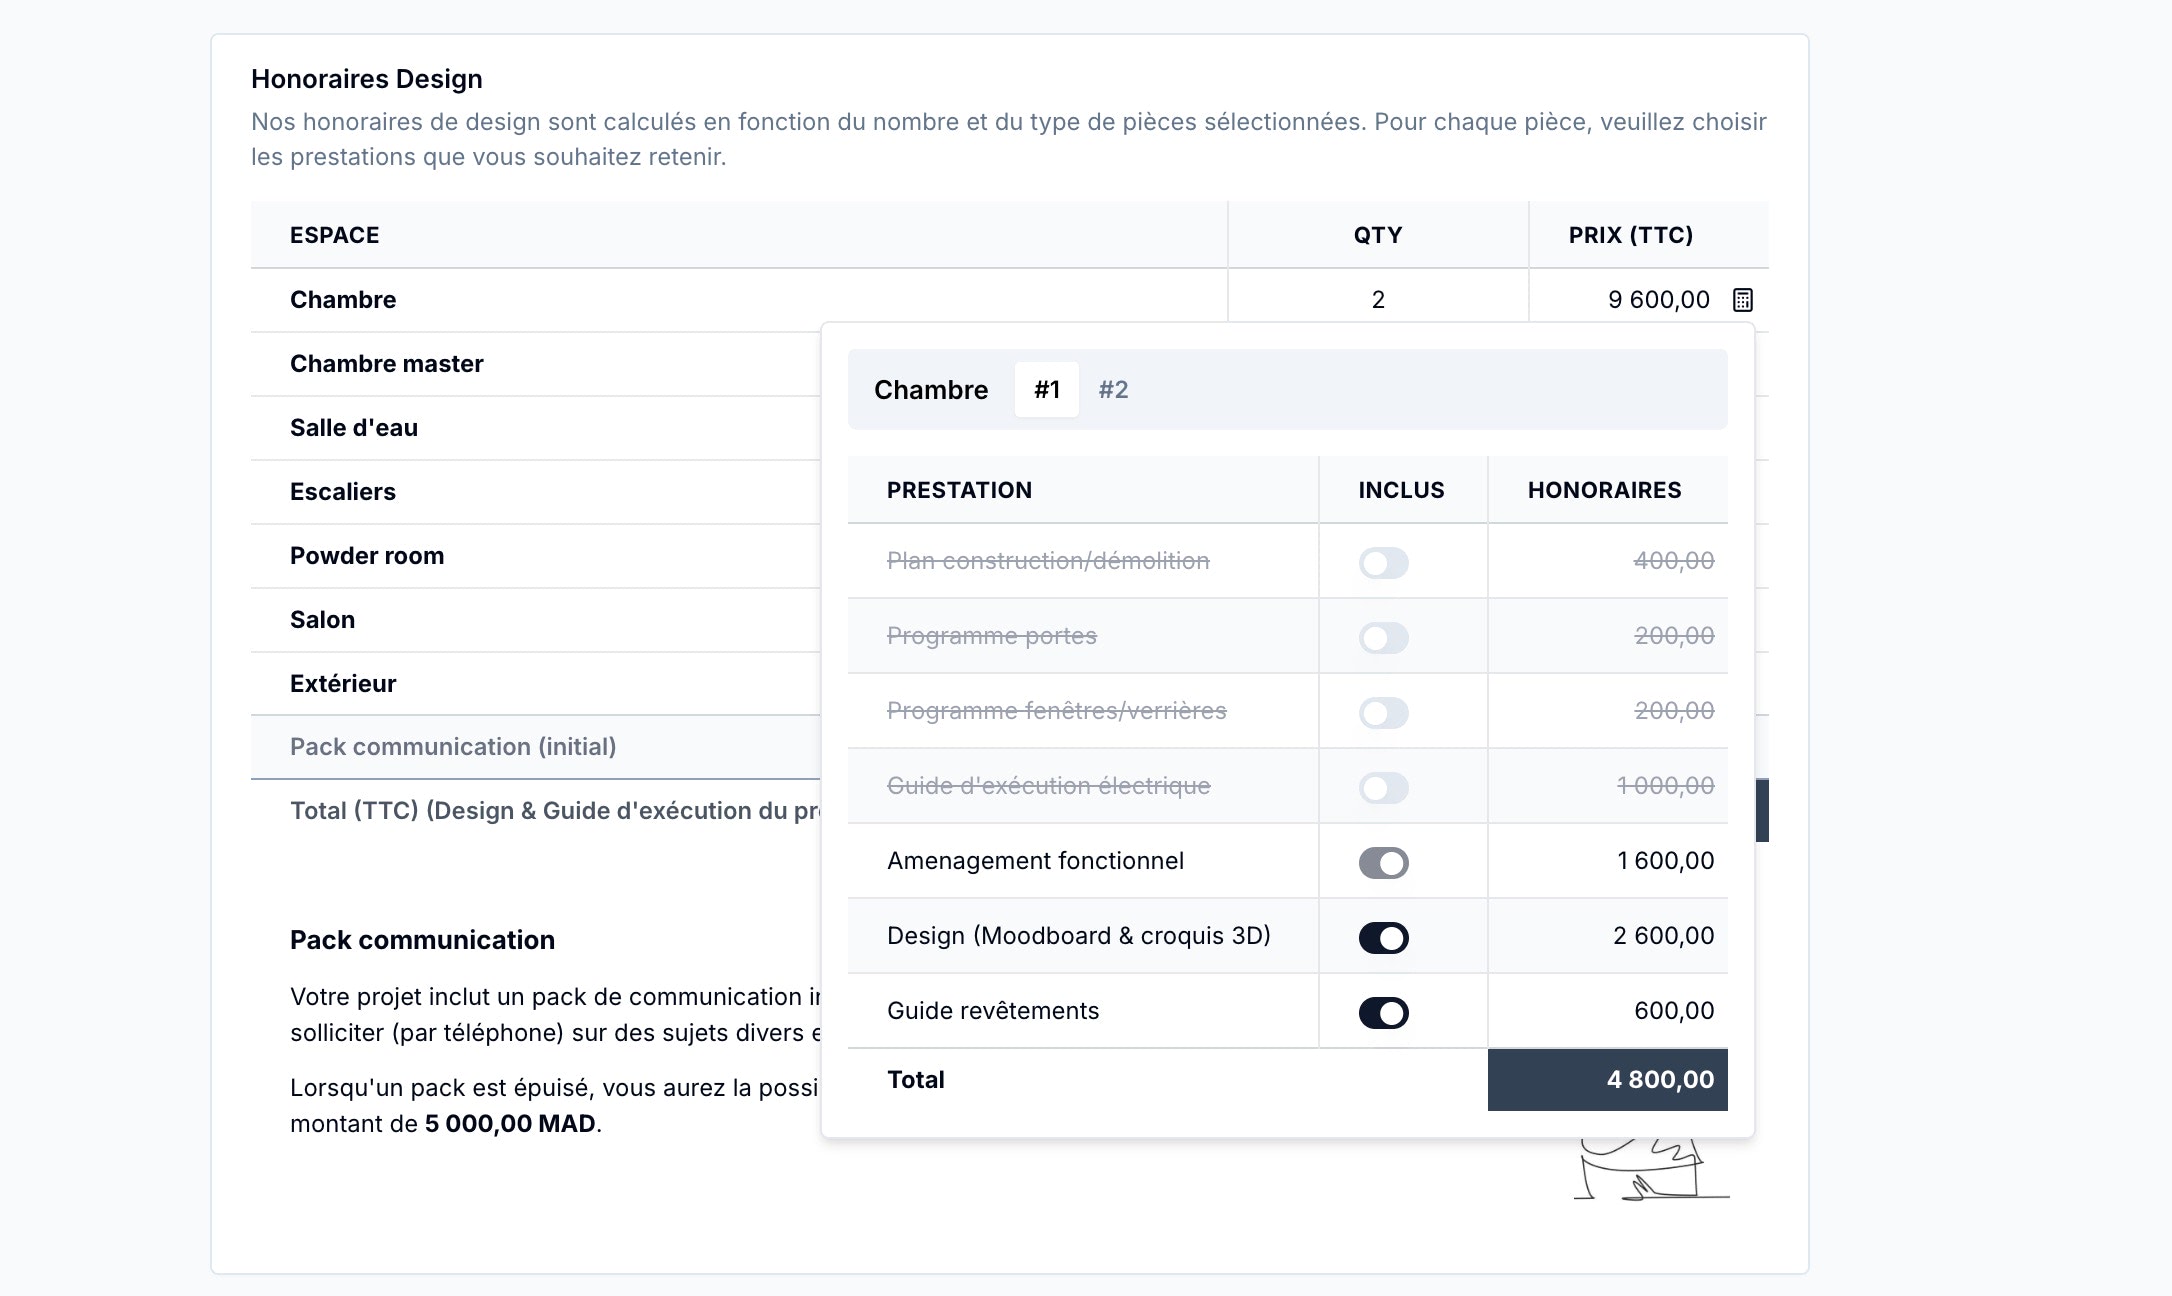 Honoraires Design
Nos honoraires de design sont calculés en fonction du nombre et du type de pièces sélectionnées. Pour chaque pièce, veuillez choisir
les prestations que vous souhaitez retenir.
ESPACE QTY PRIX (TTC)
Chambre 2 9 600,00
Chambre master
Salle d'eau
Escaliers
Powder room
Salon
Extérieur
Pack communication (initial)
Total (TTC) (Design & Guide d'exécution du
Pack communication
Votre projet inclut un pack de communication
solliciter (par téléphone) sur des sujets divers
Lorsqu'un pack est épuisé, vous aurez la
montant de 5 000,00 MAD.
Chambre #1 #2
PRESTATION INCLUS HONORAIRES
Plan construction/démolition 400,00
Programme portes 200,00
Programme fenêtres/verrières 200,00
Guide d'exécution électrique 1 000,00
Amenagement fonctionnel 1 600,00
Design (Moodboard & croquis 3D) 2 600,00
Guide revêtements 600,00
Total 4 800,00